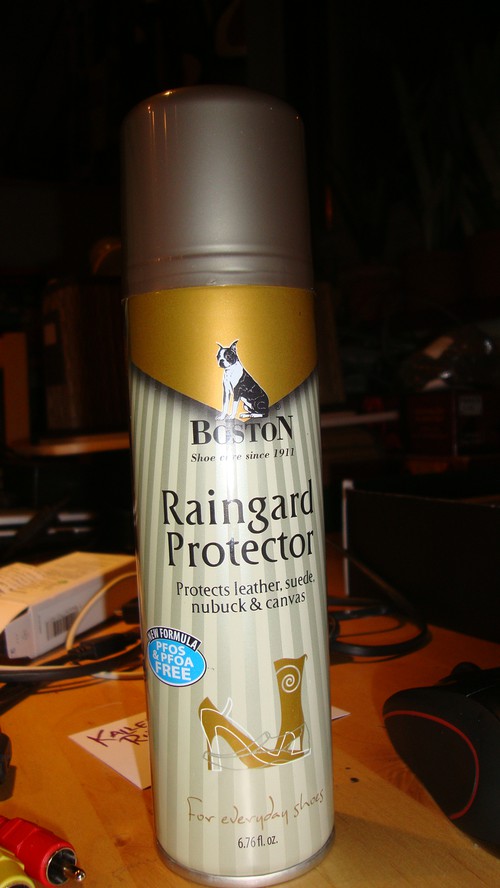 BOSTON
Shoe care since 1911
Raingard
Protector
Protects leather, suede,
nubuck & canvas
NEW FORMULA
PFOS
& PFOA
FREE
For everyday shoes
6.76 fl. oz.